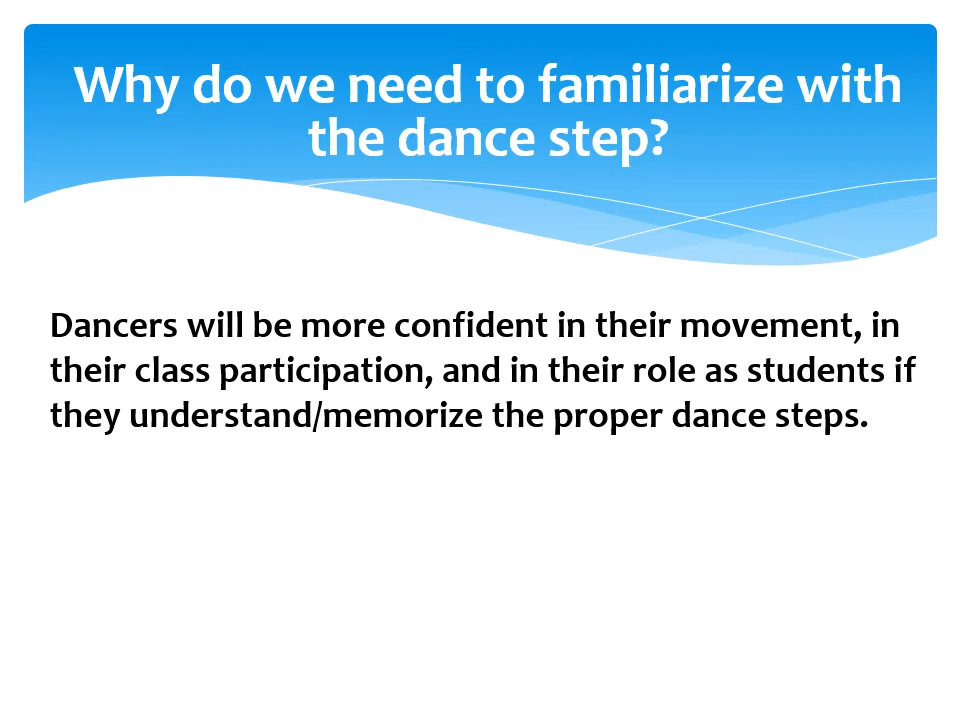 Why do we need to familiarize with
the dance step?
Dancers will be more confident in their movement, in
their class participation, and in their role as students if
they understand/memorize the proper dance steps.